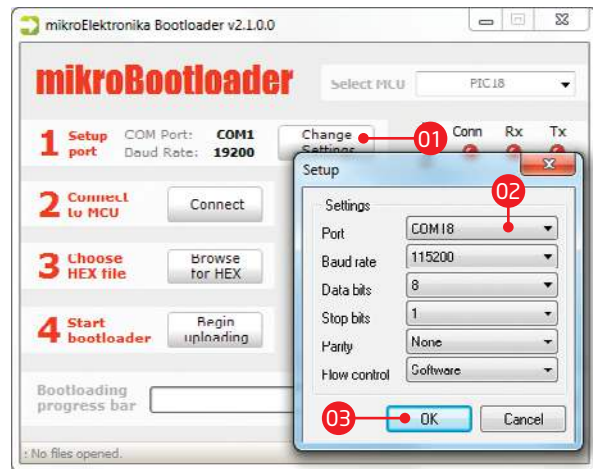 mikroElektronika Bootloader v2.1.0.0
mikroBootloader
Select MCU PIC18
1 Setup port
COM Port: COM1
Baud Rate: 19200
Change Settings
01
Conn Rx Tx
Setup
02
Settings
Port COM18
Baud rate 115200
Data bits 8
Stop bits 1
Parity None
Flow control Software
03
OK Cancel
2 Connect to MCU
Connect
3 Choose HEX file
Browse for HEX
4 Start bootloader
Begin uploading
Bootloading progress bar
: No files opened.